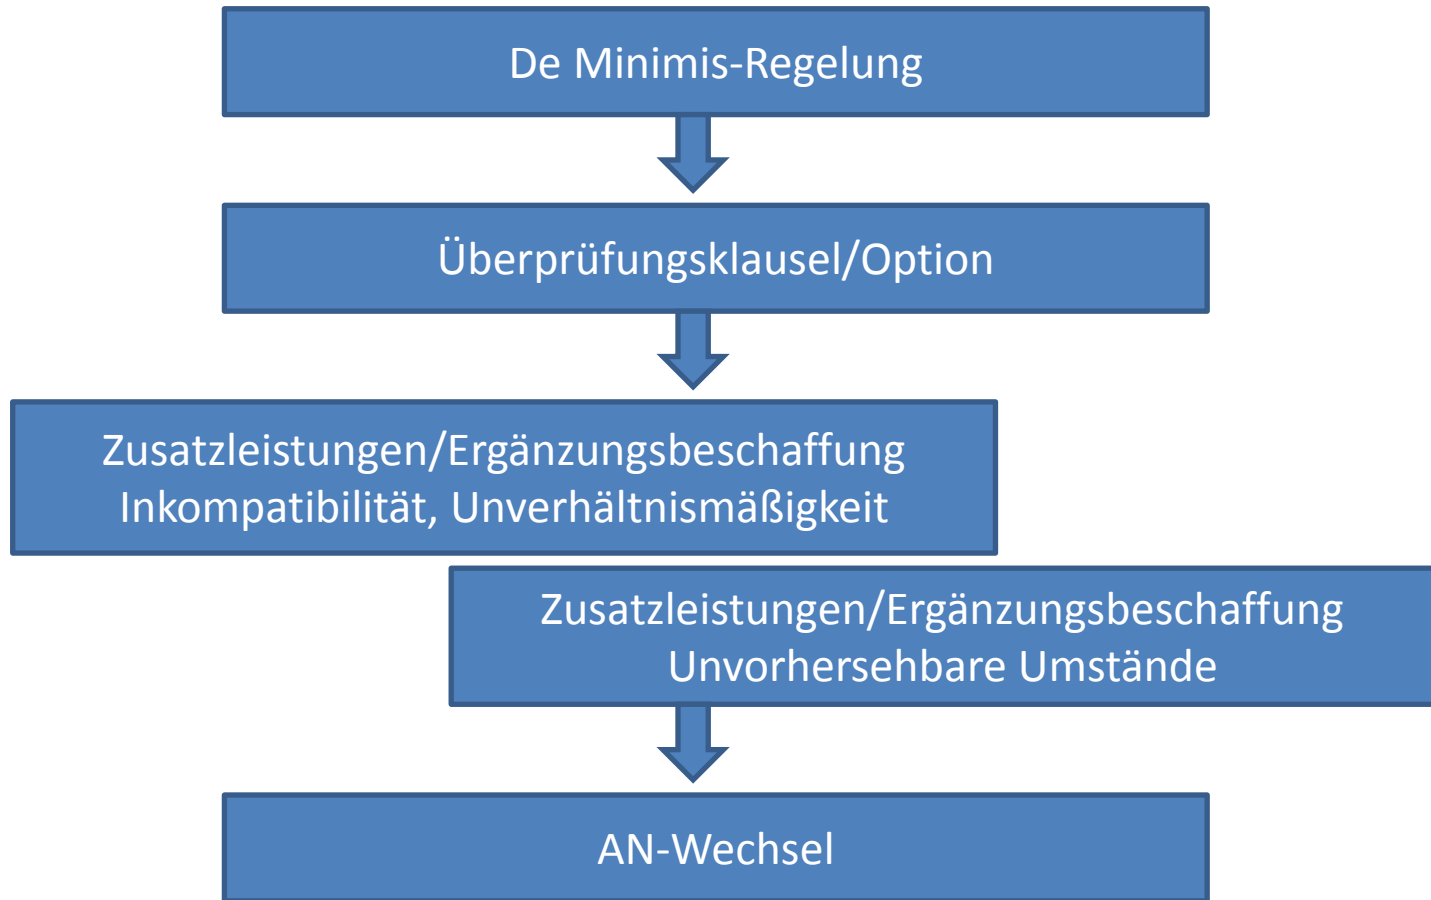 De Minimis-Regelung
Überprüfungsklausel/Option
Zusatzleistungen/Ergänzungsbeschaffung
Inkompatibilität, Unverhältnismäßigkeit
Zusatzleistungen/Ergänzungsbeschaffung
Unvorhersehbare Umstände
AN-Wechsel